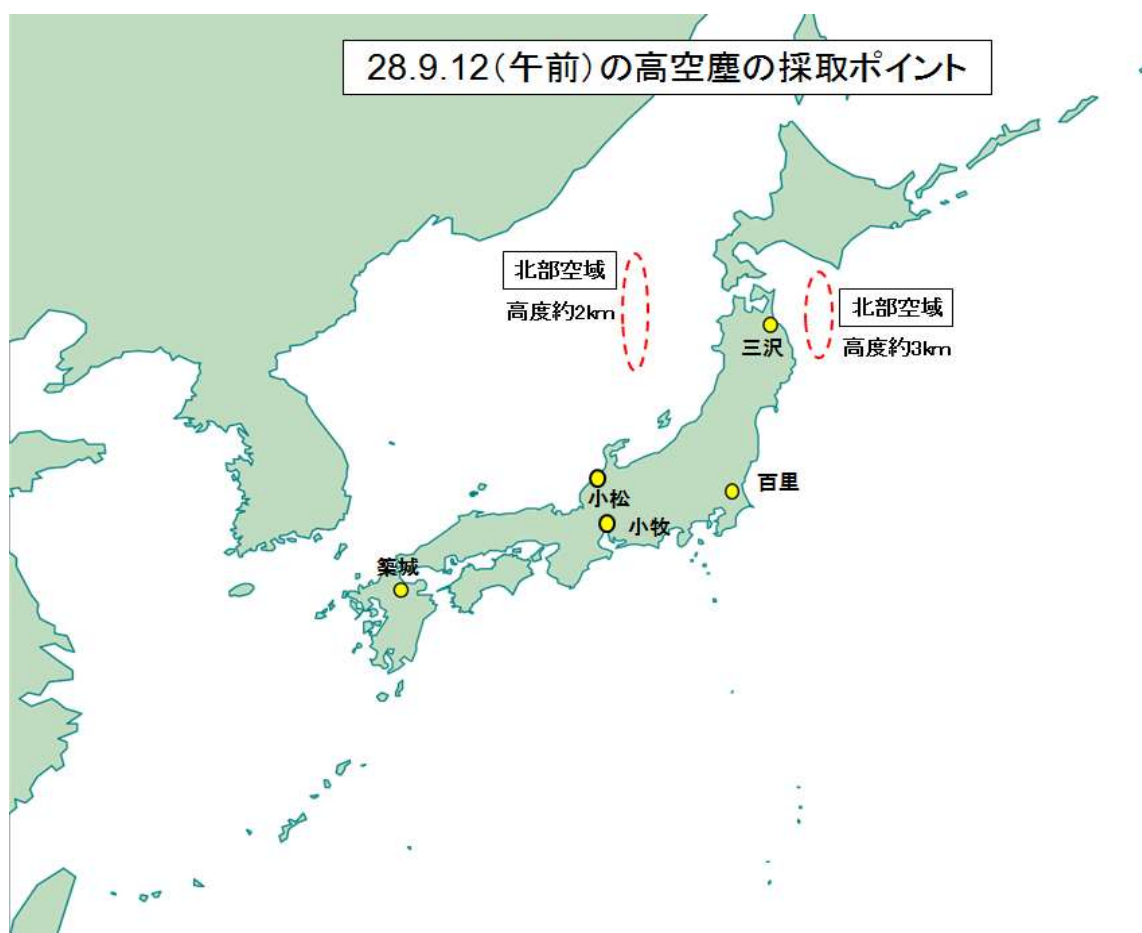 28.9.12(午前)の高空塵の採取ポイント
北部空域
高度約2km
北部空域
高度約3km
三沢
百里
小松
小牧
築城